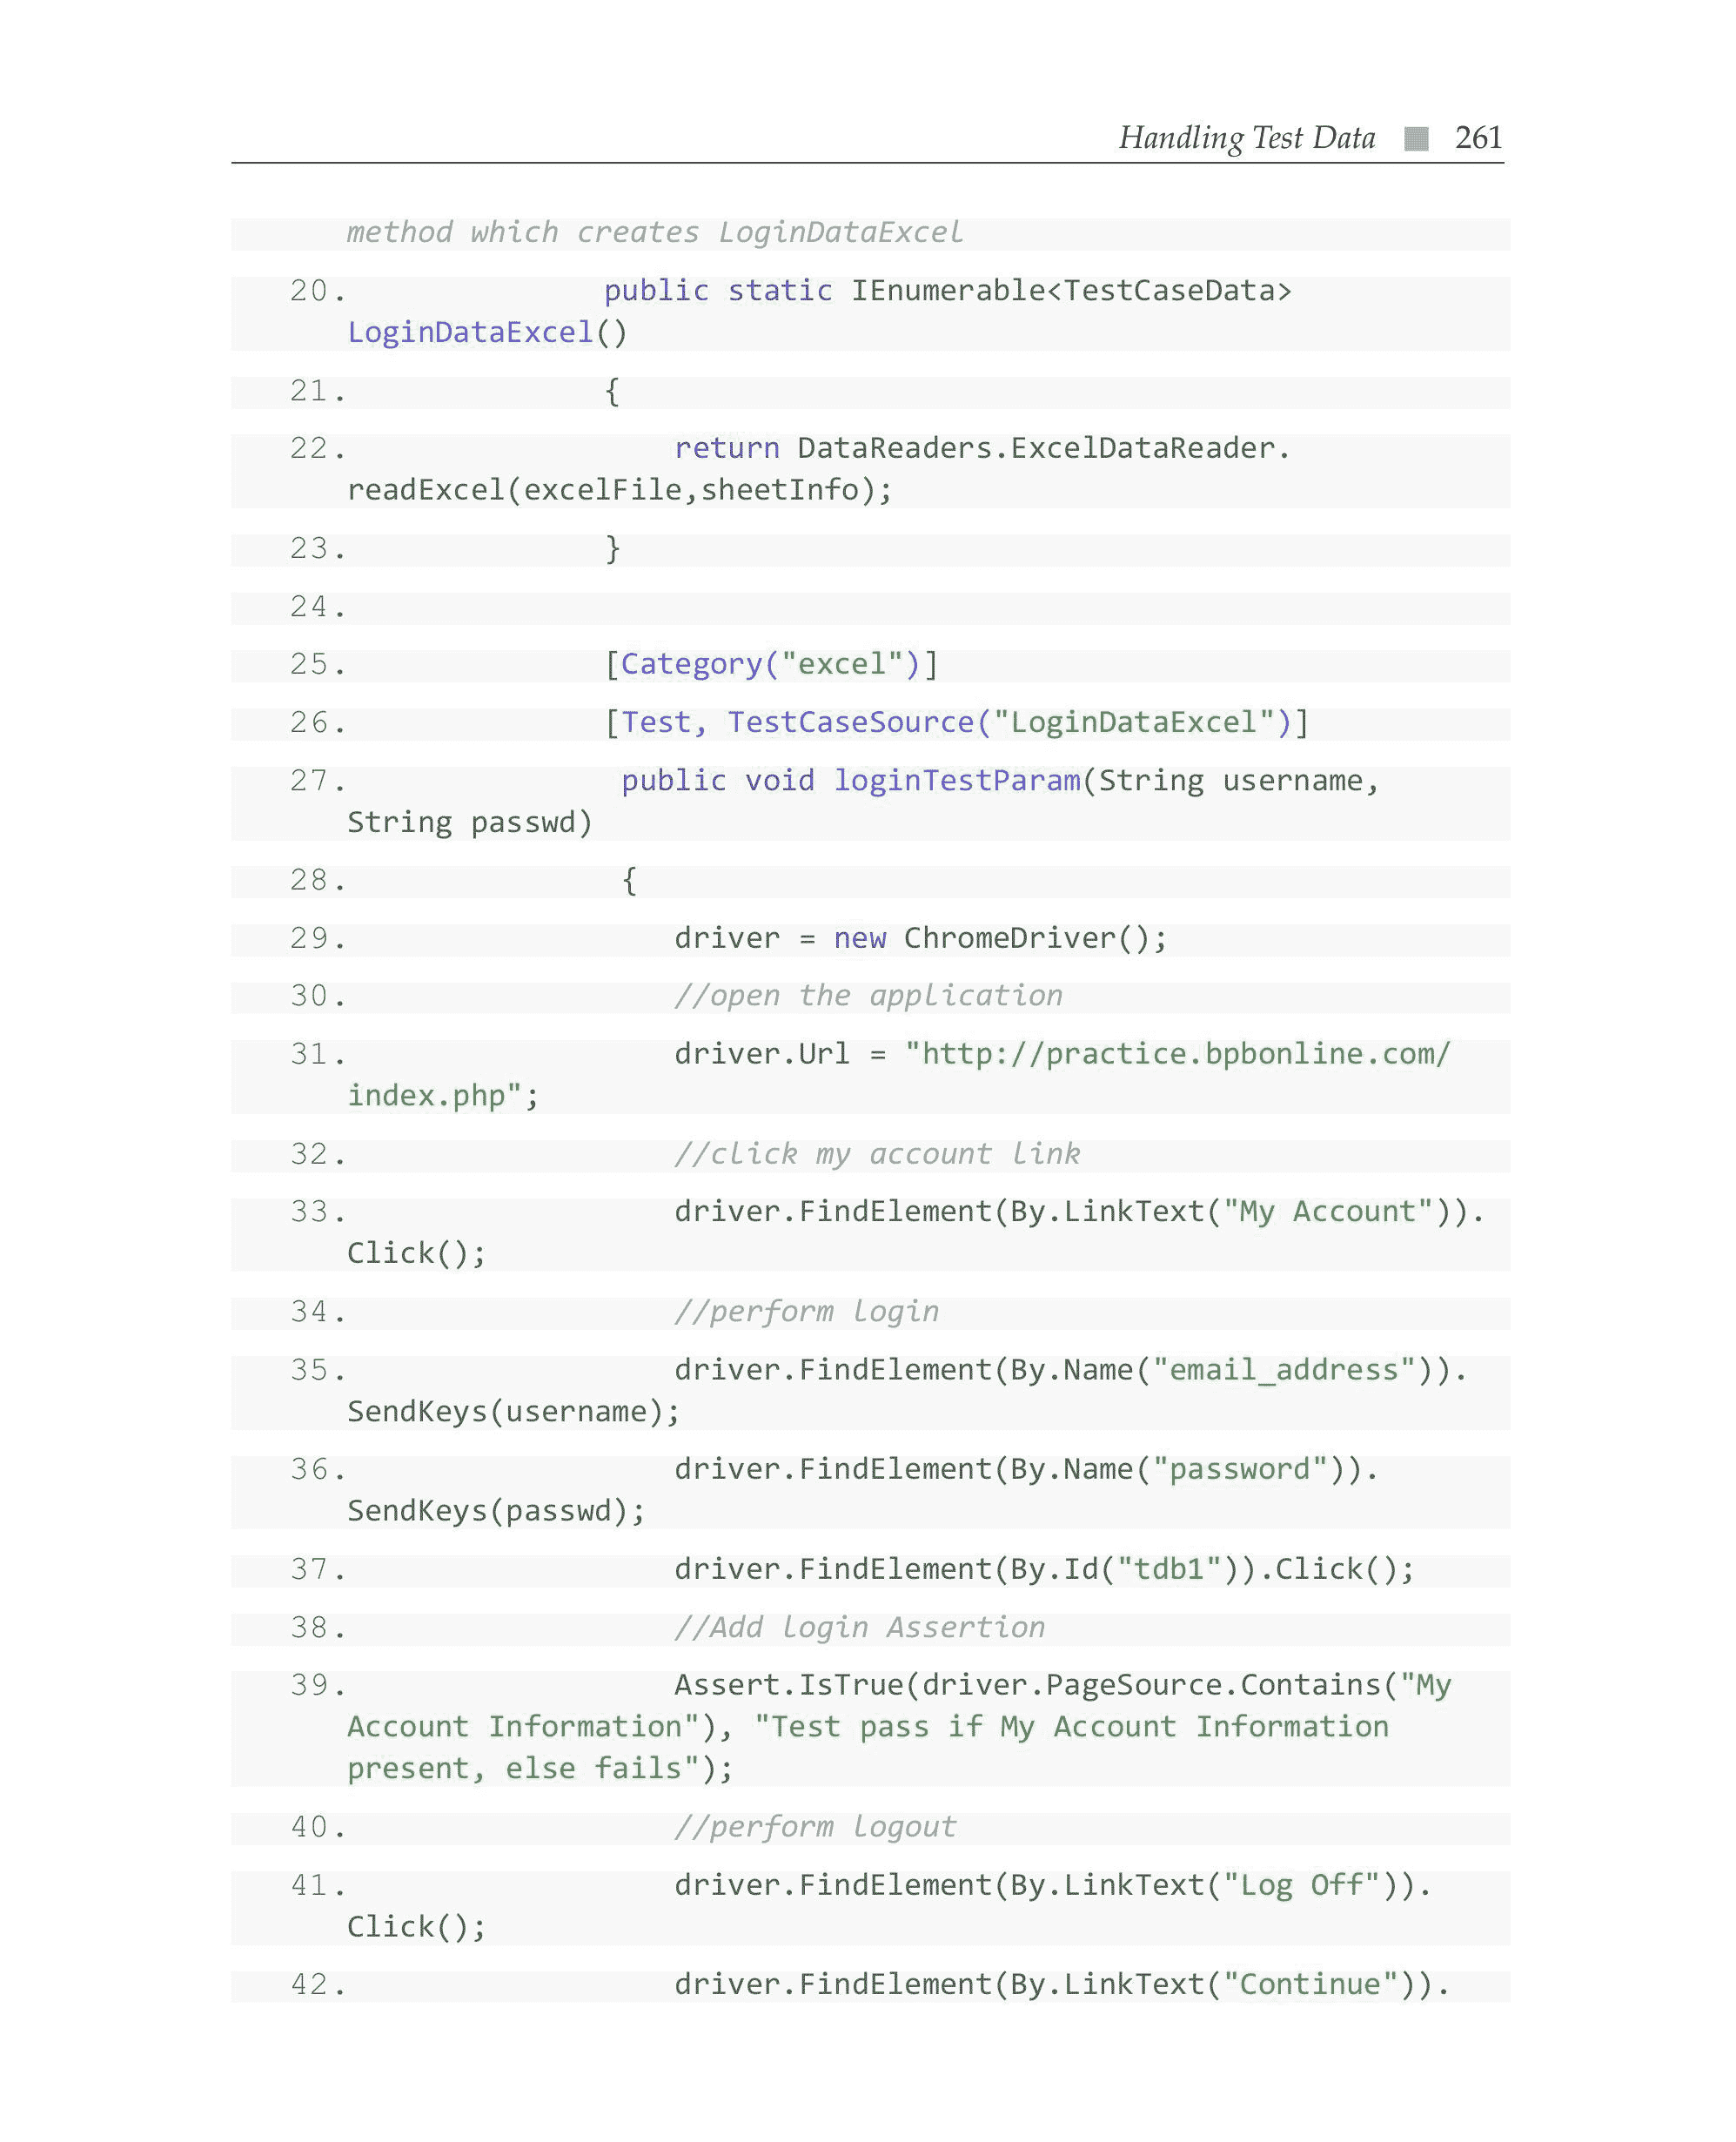 Handling Test Data 261
method which creates LoginDataExcel
20. public static IEnumerable<TestCaseData>
LoginDataExcel()
21. {
22. return DataReaders.ExcelDataReader.
readExcel(excelFile,sheetInfo);
23. }
24.
25. [Category("excel")]
26. [Test, TestCaseSource("LoginDataExcel")]
27. public void loginTestParam(String username,
String passwd)
28. {
29. driver = new ChromeDriver();
30. //open the application
31. driver.Url = "http://practice.bpbonline.com/
index.php";
32. //click my account link
33. driver.FindElement(By.LinkText("My Account")).
Click();
34. //perform login
35. driver.FindElement(By.Name("email_address")).
SendKeys(username);
36. driver.FindElement(By.Name("password")).
SendKeys(passwd);
37. driver.FindElement(By.Id("tdb1")).Click();
38. //Add login Assertion
39. Assert.IsTrue(driver.PageSource.Contains("My
Account Information"), "Test pass if My Account Information
present, else fails");
40. //perform logout
41. driver.FindElement(By.LinkText("Log Off")).
Click();
42. driver.FindElement(By.LinkText("Continue")).